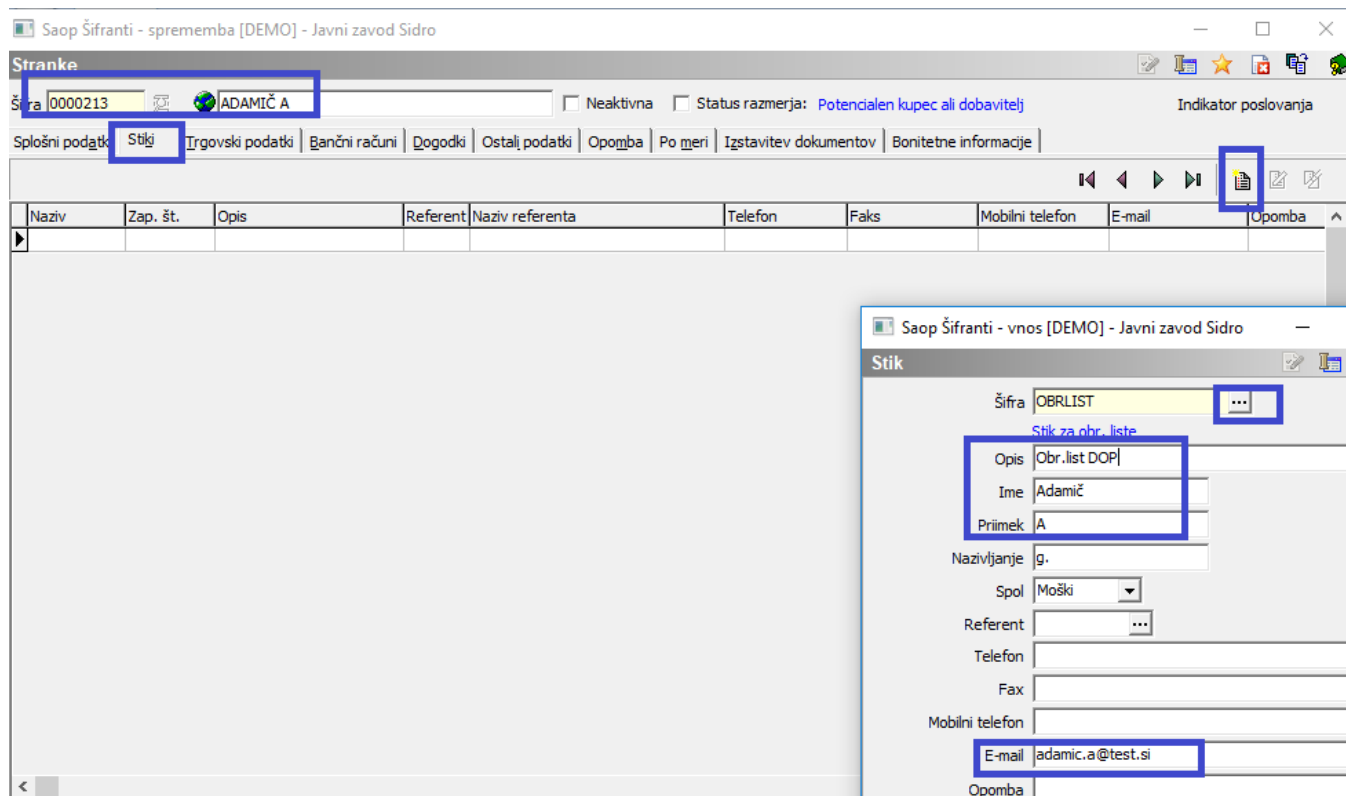 Saop Šifranti - sprememba [DEMO] - Javni zavod Sidro
Stranke
Šifra 0000213 ADAMIČ A Neaktivna Status razmerja: Potencialen kupec ali dobavitelj Indikator poslovanja
Splošni podatk Stiki Trgovski podatki Bančni računi Dogodki Ostali podatki Opomba Po meri Izstavitev dokumentov Bonitetne informacije
Naziv Zap. št. Opis Referent Naziv referenta Telefon Faks Mobilni telefon E-mail Opomba
Saop Šifranti - vnos [DEMO] - Javni zavod Sidro
Stik
Šifra OBRLIST ...
Stik za obr. liste
Opis Obr.list DOP
Ime Adamič
Priimek A
Nazivljanje g.
Spol Moški
Referent ...
Telefon
Fax
Mobilni telefon
E-mail adamic.a@test.si
Opomba